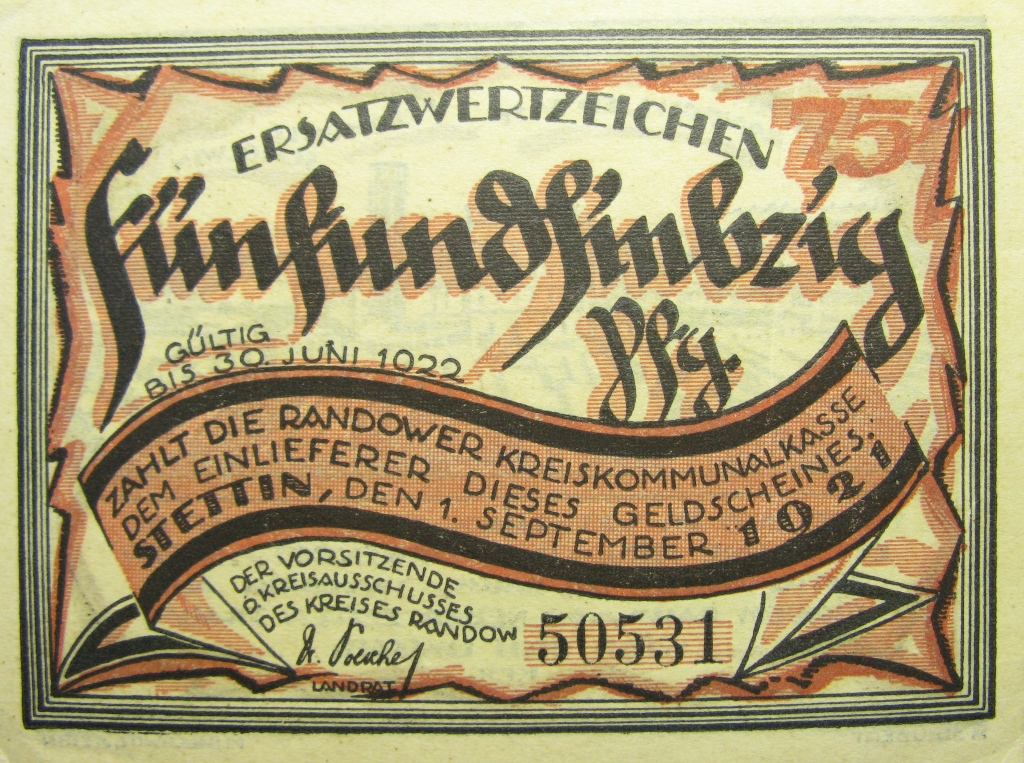 ERSATZWERTZEICHEN
75
Fünfundsiebzig
Pfg.
GÜLTIG
BIS 30. JUNI 1022
ZAHLT DIE RANDOWER KREISKOMMUNALKASSE
DEM EINLIEFERER DIESES GELDSCHEINES.
STETTIN, DEN 1. SEPTEMBER 1921
DER VORSITZENDE
D. KREISAUSSCHUSSES
DES KREISES RANDOW
50531
LANDRAT